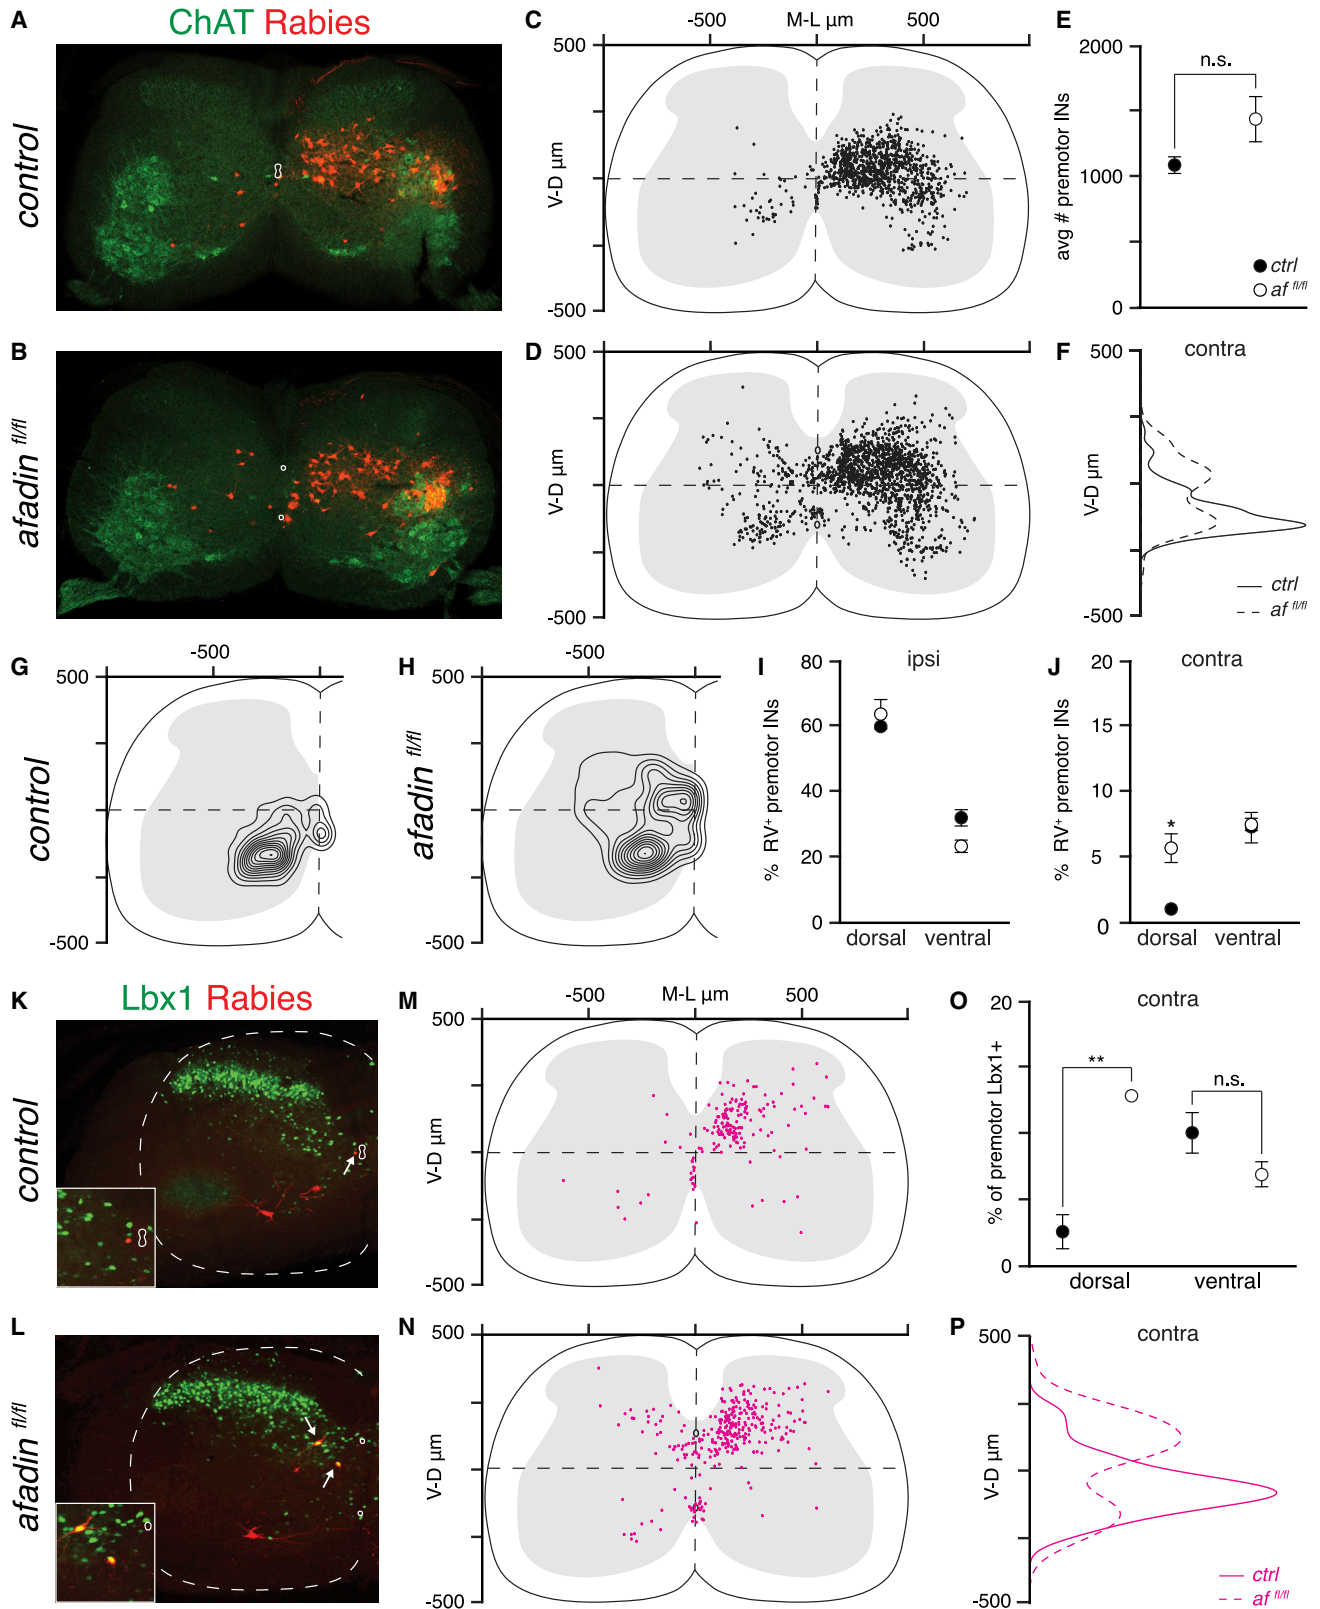 A
ChAT Rabies
control
C
-500 M-L µm 500
500
V-D µm
-500
E
2000
1000
0
avg # premotor INs
n.s.
ctrl
af fl/fl
B
afadin fl/fl
D
500
V-D µm
-500
F
contra
500
V-D µm
-500
ctrl
af fl/fl
G
-500
500
-500
control
H
-500
500
-500
afadin fl/fl
I
ipsi
80
60
40
20
0
% RV+ premotor INs
dorsal ventral
J
contra
20
15
10
5
0
% RV+ premotor INs
*
dorsal ventral
K
Lbx1 Rabies
control
M
-500 M-L µm 500
500
V-D µm
-500
O
contra
20
0
% of premotor Lbx1+
**
n.s.
dorsal ventral
L
afadin fl/fl
N
500
V-D µm
-500
P
contra
500
V-D µm
-500
ctrl
af fl/fl